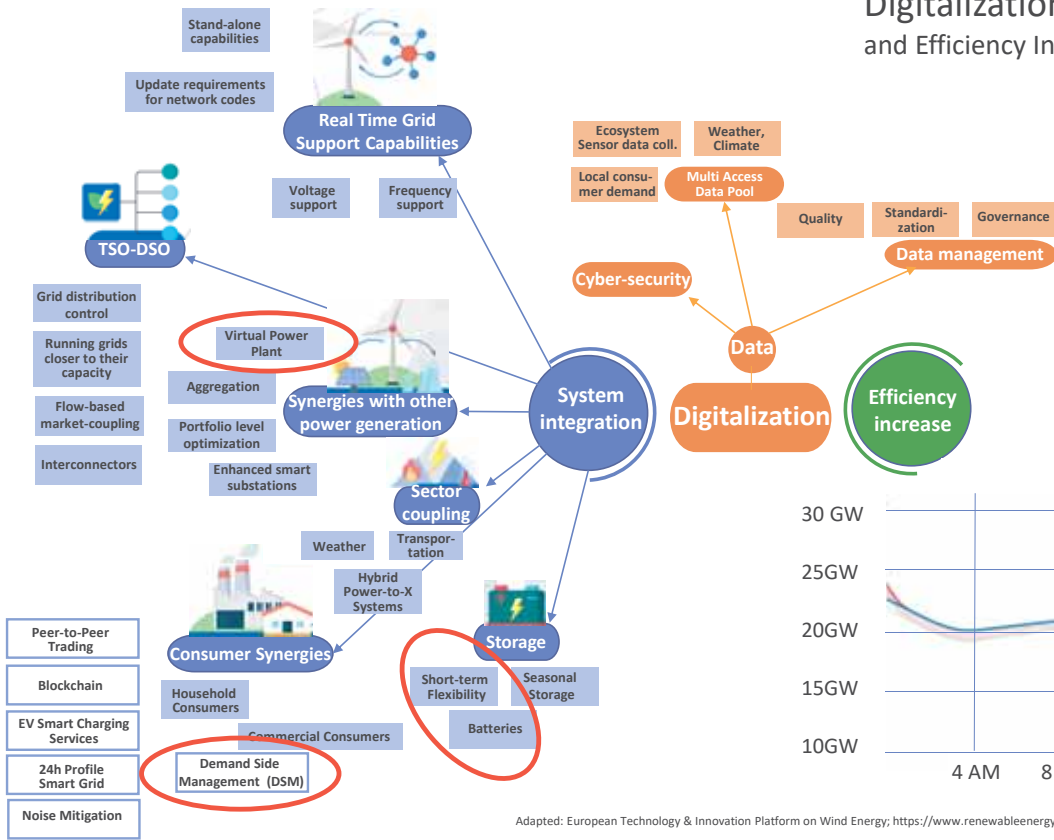 Digitalization
and Efficiency In
Stand-alone
capabilities
Update requirements
for network codes
Real Time Grid
Support Capabilities
Voltage
support
Frequency
support
TSO-DSO
Grid distribution
control
Running grids
closer to their
capacity
Flow-based
market-coupling
Interconnectors
Virtual Power
Plant
Aggregation
Synergies with other
power generation
Portfolio level
optimization
Enhanced smart
substations
Sector
coupling
Weather
Transpor-
tation
Hybrid
Power-to-X
Systems
Consumer Synergies
Household
Consumers
Commercial Consumers
Demand Side
Management (DSM)
Peer-to-Peer
Trading
Blockchain
EV Smart Charging
Services
24h Profile
Smart Grid
Noise Mitigation
Storage
Short-term
Flexibility
Seasonal
Storage
Batteries
System
integration
Ecosystem
Sensor data coll.
Weather,
Climate
Local consu-
mer demand
Multi Access
Data Pool
Quality
Standardi-
zation
Governance
Data management
Cyber-security
Data
Digitalization
Efficiency
increase
30 GW
25GW
20GW
15GW
10GW
4 AM
8
Adapted: European Technology & Innovation Platform on Wind Energy; https://www.renewableenergy